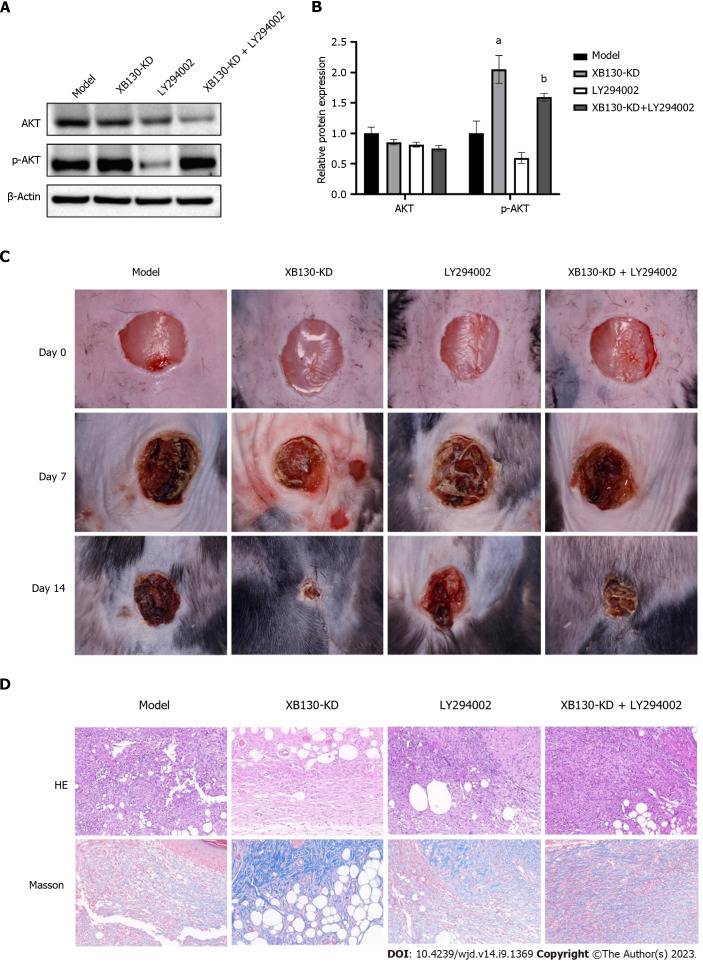 A
Model
XB130-KD
LY294002
XB130-KD + LY294002
AKT
p-AKT
β-Actin
B
Relative protein expression
2.5
2.0
1.5
1.0
0.5
0.0
a
b
AKT
p-AKT
Model
XB130-KD
LY294002
XB130-KD+LY294002
C
Model
XB130-KD
LY294002
XB130-KD + LY294002
Day 0
Day 7
Day 14
D
Model
XB130-KD
LY294002
XB130-KD + LY294002
HE
Masson
DOI: 10.4239/wjd.v14.i9.1369 Copyright ©The Author(s) 2023.